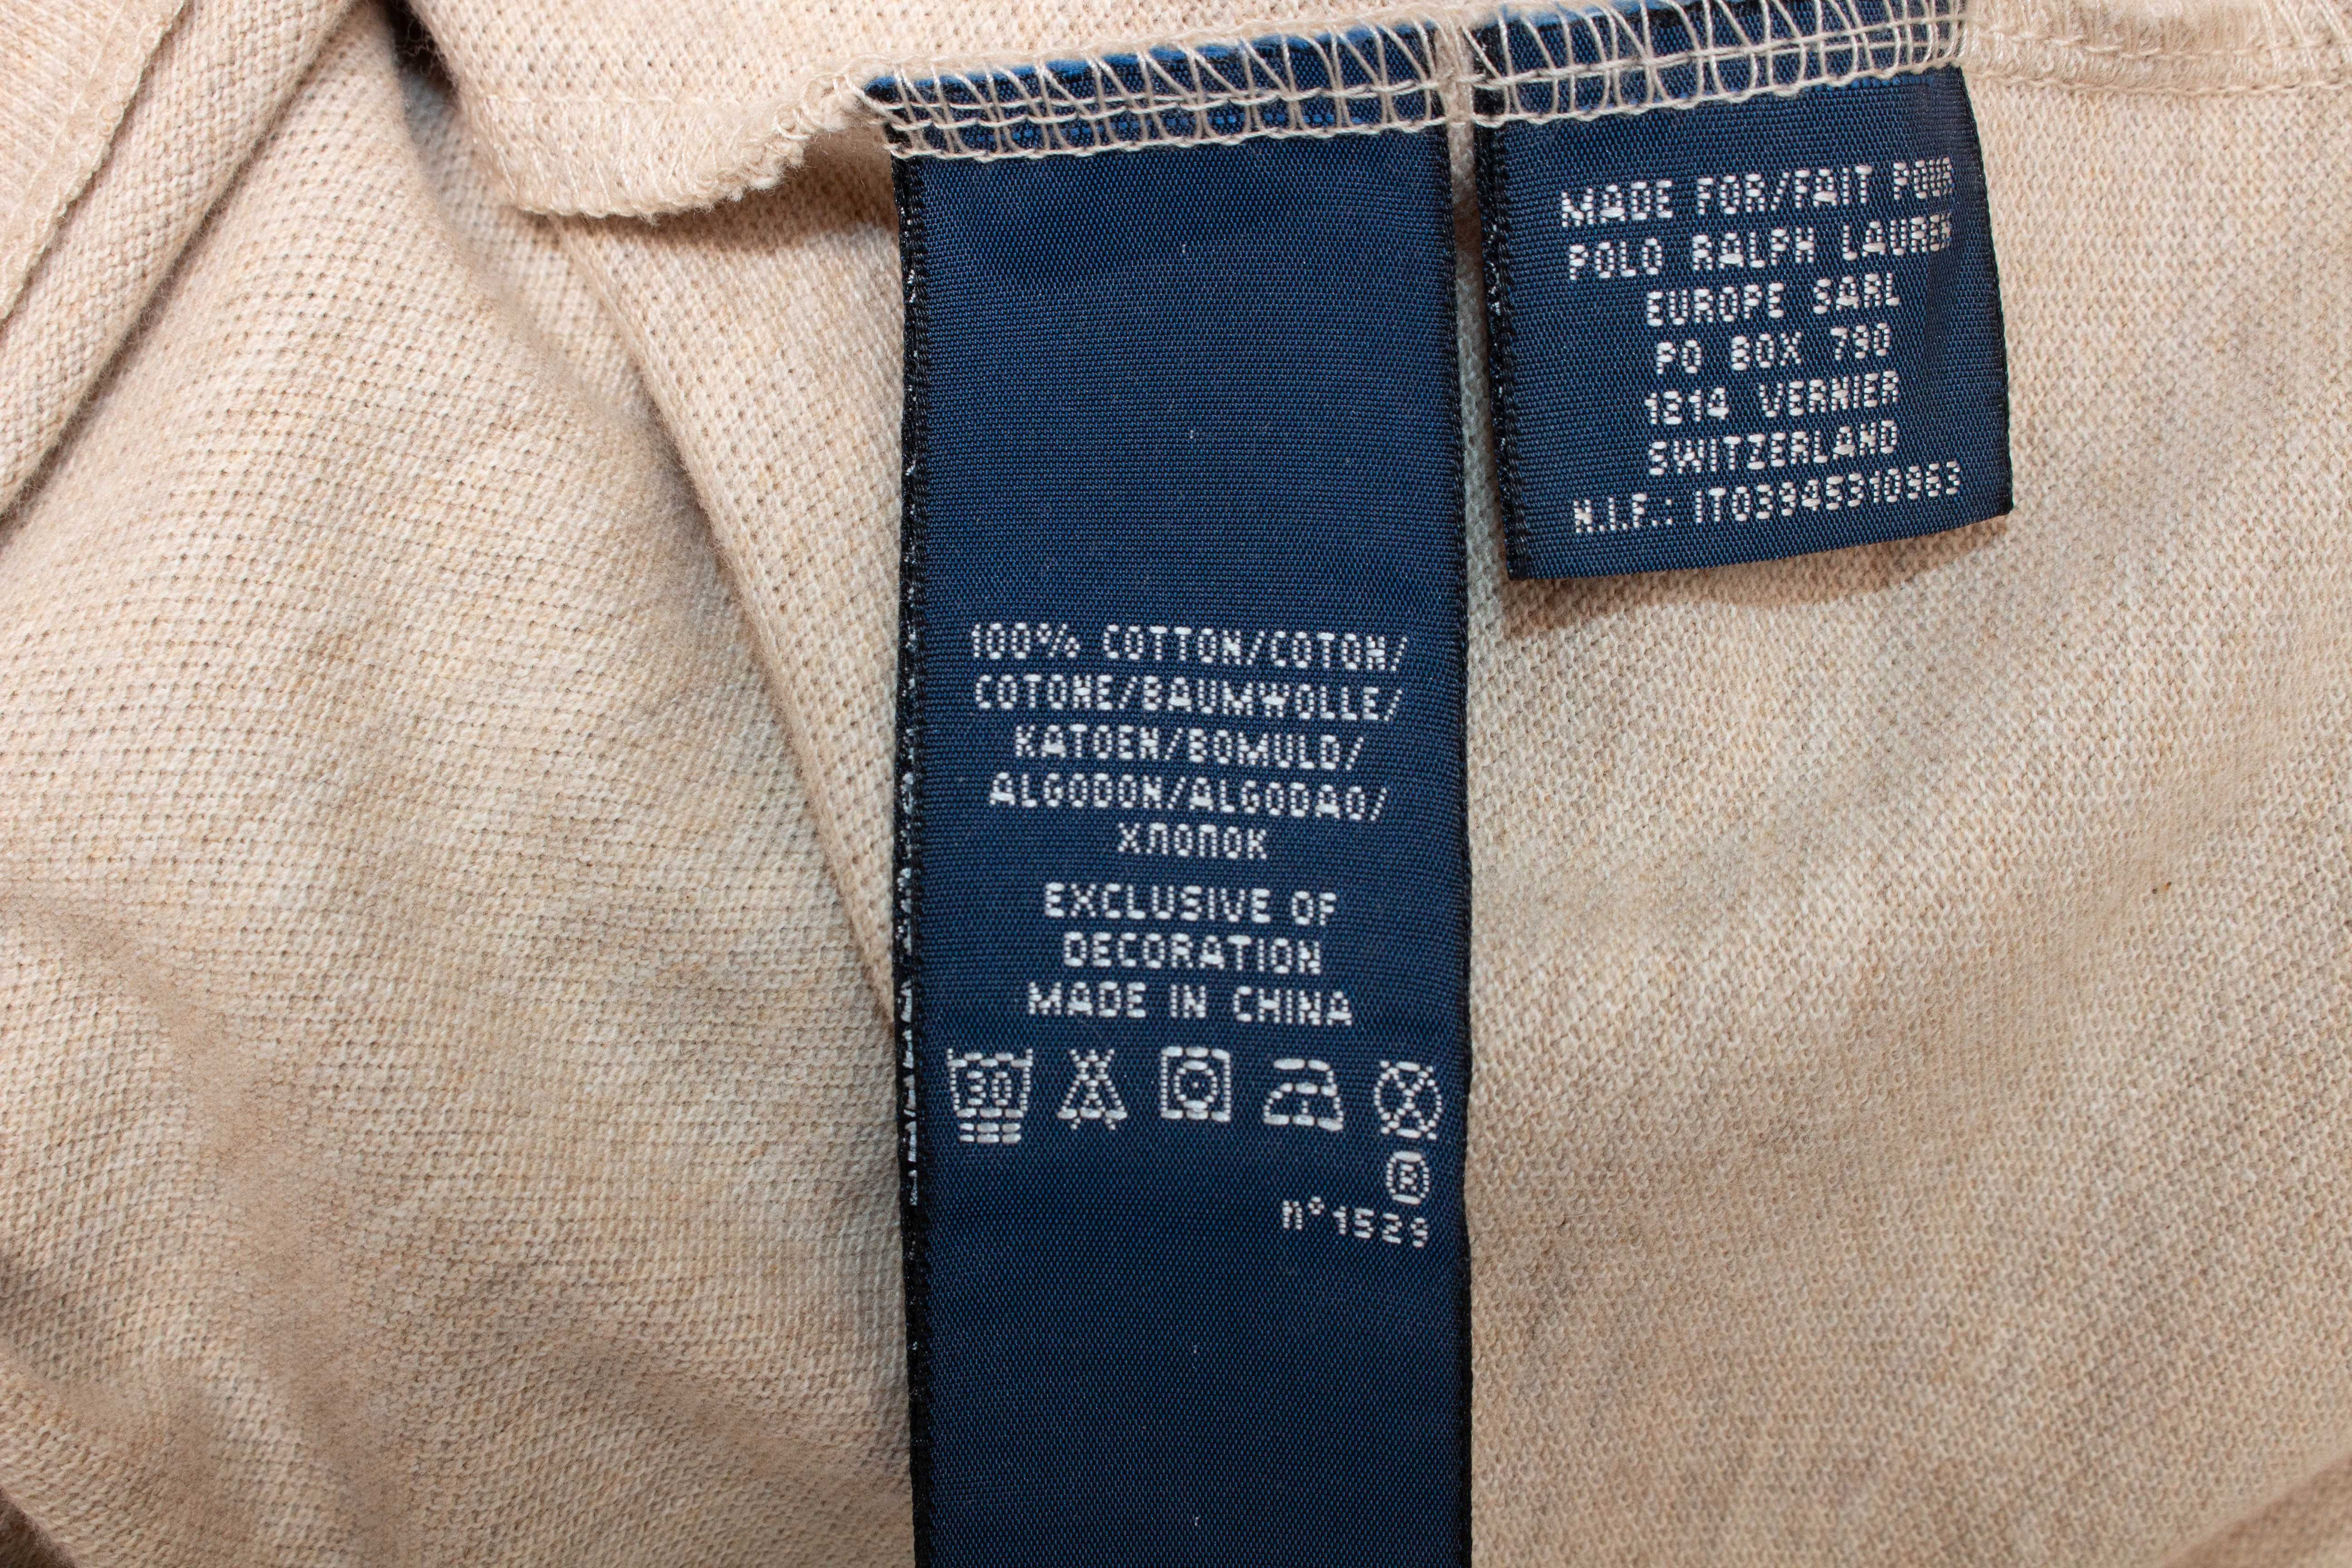 100% COTTON/COTON/
COTONE/BAUMWOLLE/
KATOEN/BOMULD/
ALGODON/ALGODAO/
ХЛОПОК
EXCLUSIVE OF
DECORATION
MADE IN CHINA
30
®
n°1529
MADE FOR/FAIT POUR
POLO RALPH LAUREN
EUROPE SARL
PO BOX 790
1214 VERNIER
SWITZERLAND
N.I.F.: IT03945310963